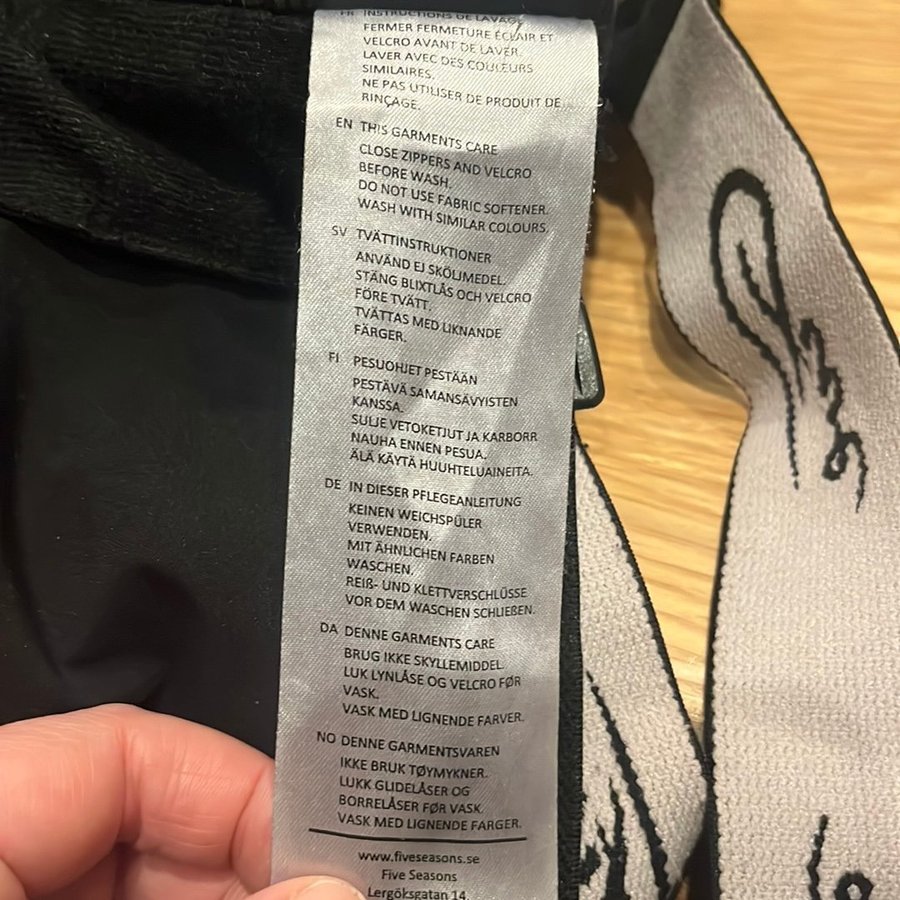 FR INSTRUCTIONS DE LAVAGE
FERMER FERMETURE ÉCLAIR ET
VELCRO AVANT DE LAVER.
LAVER AVEC DES COULEURS
SIMILAIRES.
NE PAS UTILISER DE PRODUIT DE
RINÇAGE.
EN THIS GARMENTS CARE
CLOSE ZIPPERS AND VELCRO
BEFORE WASH.
DO NOT USE FABRIC SOFTENER.
WASH WITH SIMILAR COLOURS.
SV TVÄTTINSTRUKTIONER
ANVÄND EJ SKÖLJMEDEL.
STÄNG BLIXTLÅS OCH VELCRO
FÖRE TVÄTT.
TVÄTTAS MED LIKNANDE
FÄRGER.
FI PESUOHJET PESTÄÄN
PESTÄVÄ SAMANSÄVYISTEN
KANSSA.
SULJE VETOKETJUT JA KARBORR
NAUHA ENNEN PESUA.
ÄLÄ KÄYTÄ HUUHTELUAINEITA.
DE IN DIESER PFLEGEANLEITUNG
KEINEN WEICHSPÜLER
VERWENDEN.
MIT ÄHNLICHEN FARBEN
WASCHEN.
REIß- UND KLETTVERSCHLÜSSE
VOR DEM WASCHEN SCHLIEßEN.
DA DENNE GARMENTS CARE
BRUG IKKE SKYLLEMIDDEL.
LUK LYNLÅSE OG VELCRO FØR
VASK.
VASK MED LIGNENDE FARVER.
NO DENNE GARMENTSVAREN
IKKE BRUK TØYMYKNER.
LUKK GLIDELÅSER OG
BORRELÅSER FØR VASK.
VASK MED LIGNENDE FARGER.
www.fiveseasons.se
Five Seasons
Lergöksgatan 14